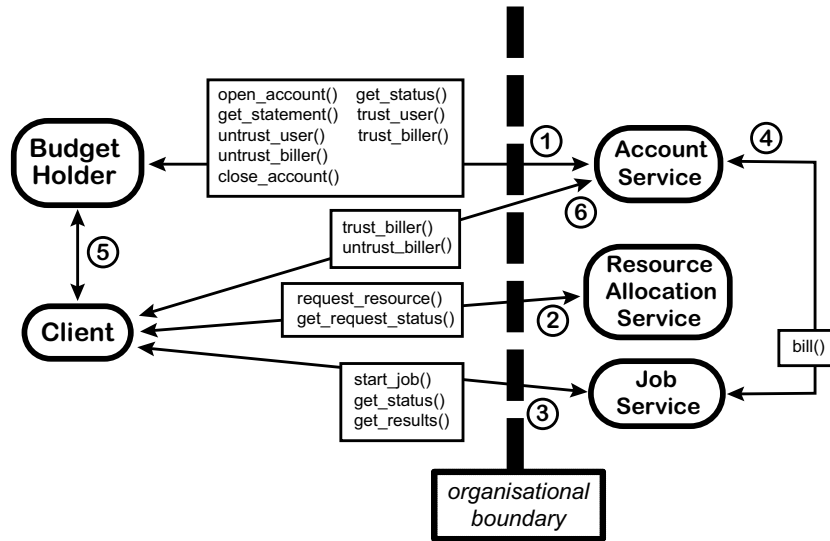 open_account() get_status()
get_statement() trust_user()
untrust_user() trust_biller()
untrust_biller()
close_account()
1
4
Budget
Holder
Account
Service
6
trust_biller()
untrust_biller()
5
Resource
Allocation
Service
request_resource()
get_request_status()
2
Client
bill()
start_job()
get_status()
get_results()
Job
Service
3
organisational
boundary